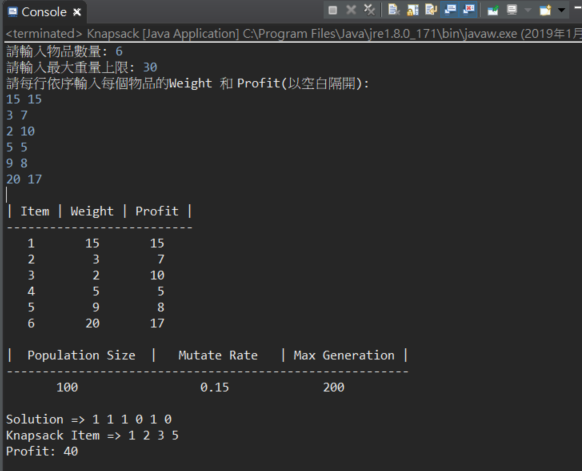 Console
<terminated> Knapsack [Java Application] C:\Program Files\Java\jre1.8.0_171\bin\javaw.exe (2019年1月
請輸入物品數量: 6
請輸入最大重量上限: 30
請每行依序輸入每個物品的Weight 和 Profit(以空白隔開):
15 15
3 7
2 10
5 5
9 8
20 17
| Item | Weight | Profit |
--------------------------
1 15 15
2 3 7
3 2 10
4 5 5
5 9 8
6 20 17
| Population Size | Mutate Rate | Max Generation |
--------------------------------------------------------
100 0.15 200
Solution => 1 1 1 0 1 0
Knapsack Item => 1 2 3 5
Profit: 40